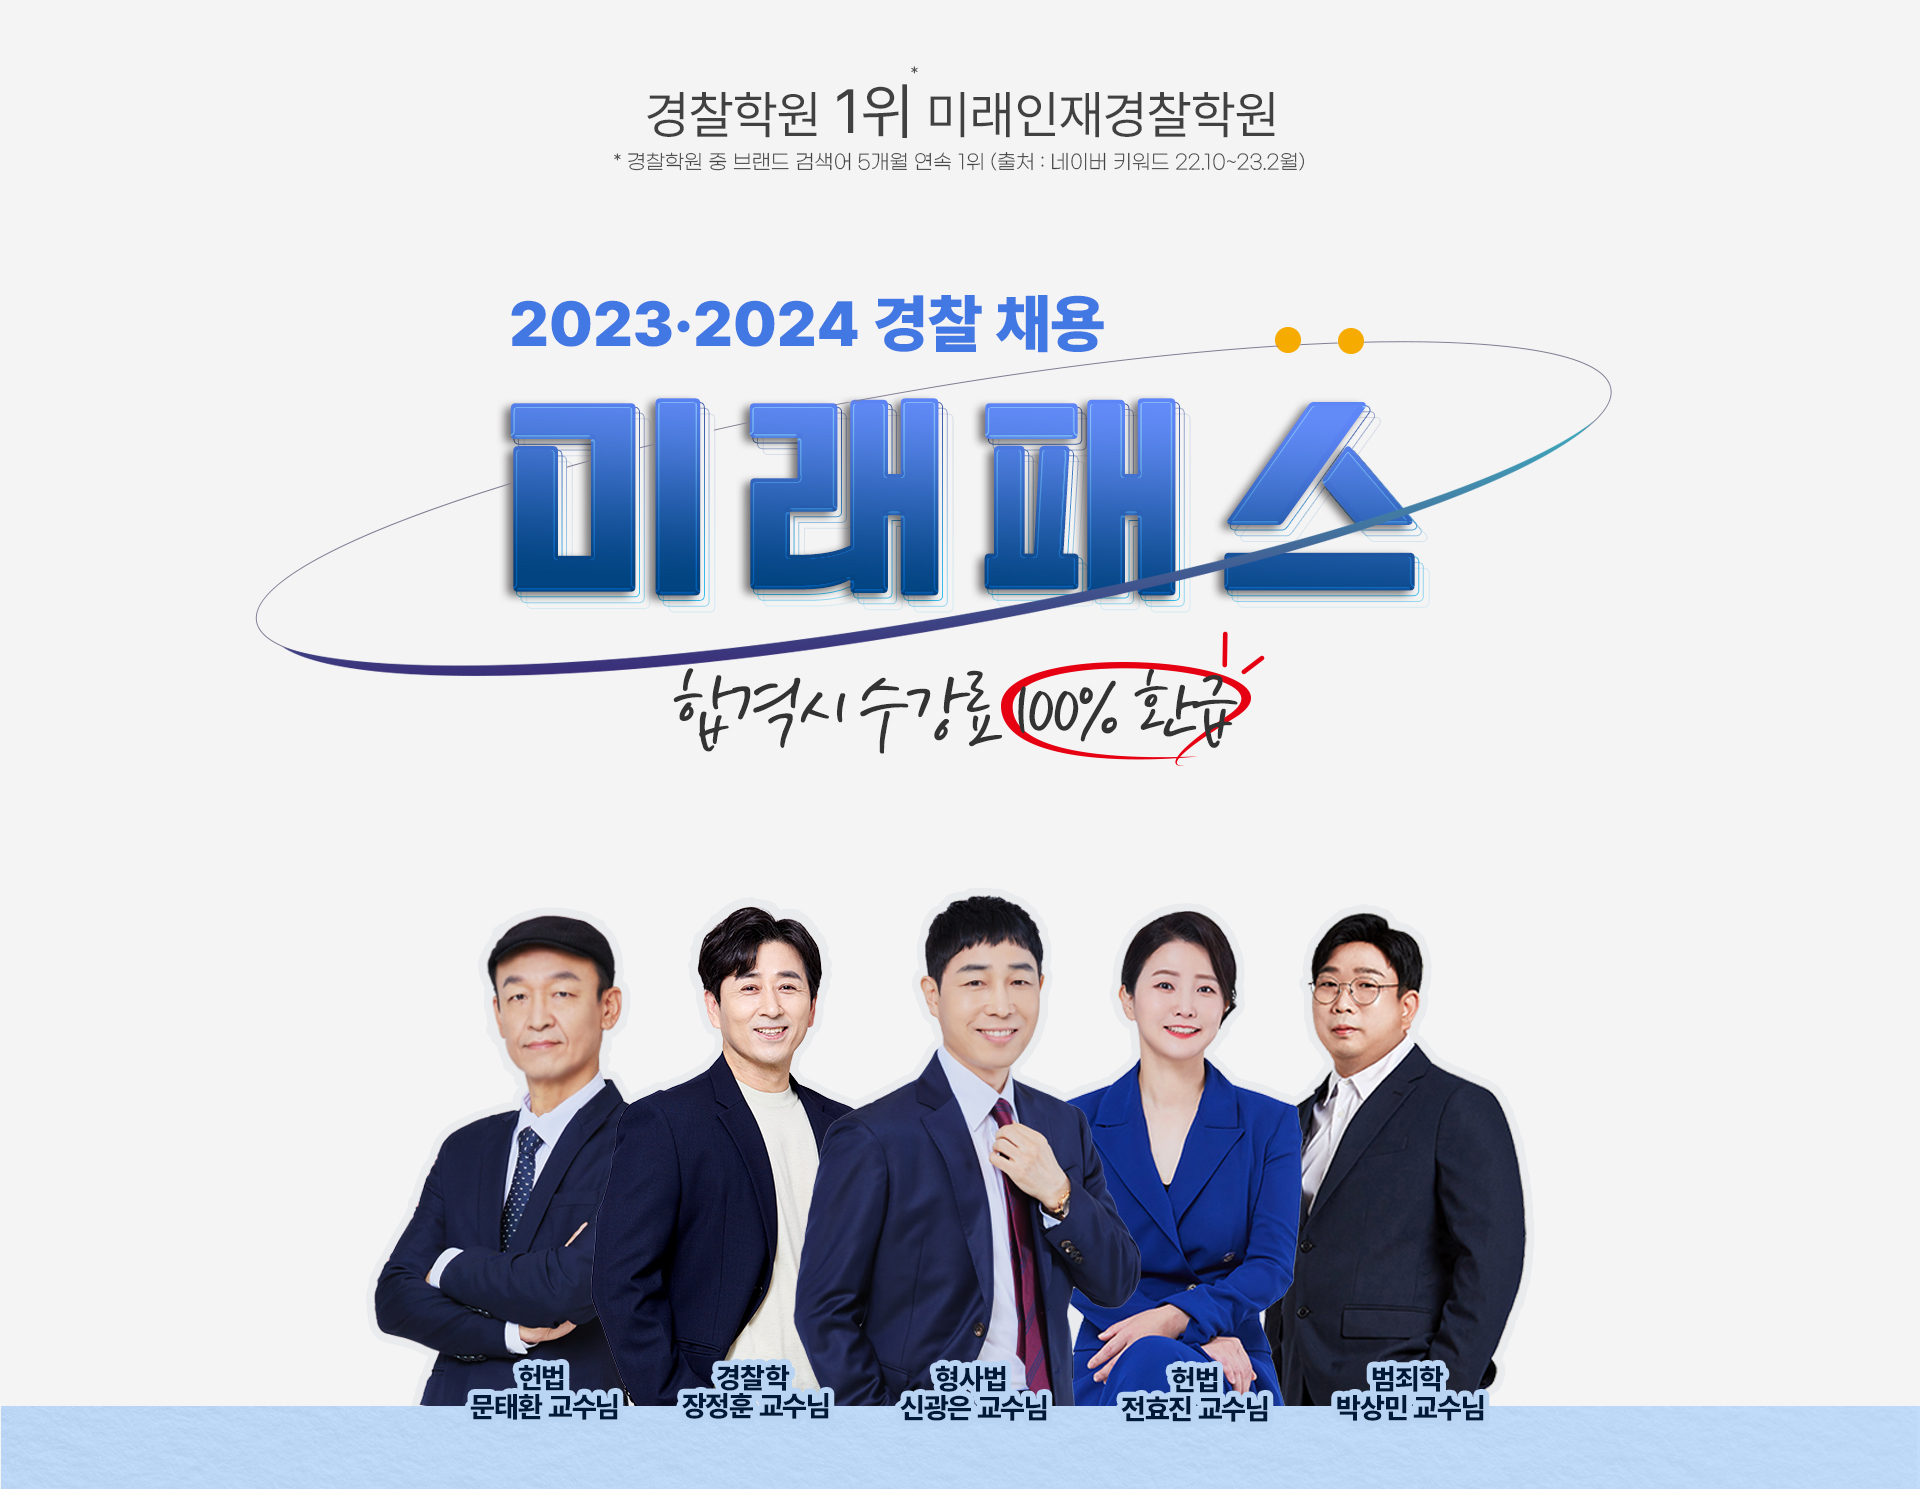 경찰학원 1위* 미래인재경찰학원
* 경찰학원 중 브랜드 검색어 5개월 연속 1위 (출처 : 네이버 키워드 22.10~23.2월)
2023·2024 경찰 채용
미래패스
합격시 수강료 100% 환급
헌법
문태환 교수님
경찰학
장정훈 교수님
형사법
신광은 교수님
헌법
전효진 교수님
범죄학
박상민 교수님